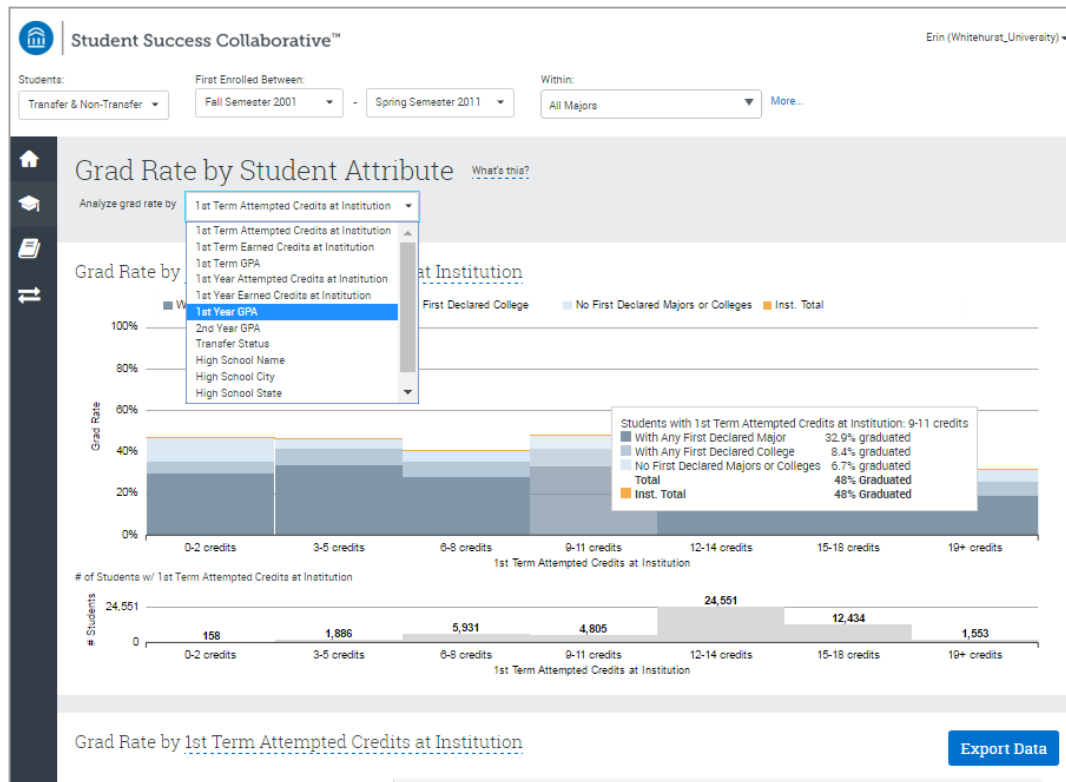 Student Success Collaborative™
Erin (Whitehurst_University)
Students:
First Enrolled Between:
Within:
Transfer & Non-Transfer
Fall Semester 2001
-
Spring Semester 2011
All Majors
More...
Grad Rate by Student Attribute
What's this?
Analyze grad rate by
1st Term Attempted Credits at Institution
1st Term Attempted Credits at Institution
1st Term Earned Credits at Institution
1st Term GPA
1st Year Attempted Credits at Institution
1st Year Earned Credits at Institution
1st Year GPA
2nd Year GPA
Transfer Status
High School Name
High School City
High School State
Grad Rate by
at Institution
W
First Declared College
No First Declared Majors or Colleges
Inst. Total
100%
80%
60%
40%
20%
0%
Grad Rate
Students with 1st Term Attempted Credits at Institution: 9-11 credits
With Any First Declared Major 32.9% graduated
With Any First Declared College 8.4% graduated
No First Declared Majors or Colleges 6.7% graduated
Total 48% Graduated
Inst. Total 48% Graduated
0-2 credits 3-5 credits 6-8 credits 9-11 credits 12-14 credits 15-18 credits 19+ credits
1st Term Attempted Credits at Institution
# of Students w/ 1st Term Attempted Credits at Institution
# Students
24,551
0
158 1,886 5,931 4,805 24,551 12,434 1,553
0-2 credits 3-5 credits 6-8 credits 9-11 credits 12-14 credits 15-18 credits 19+ credits
1st Term Attempted Credits at Institution
Grad Rate by 1st Term Attempted Credits at Institution
Export Data